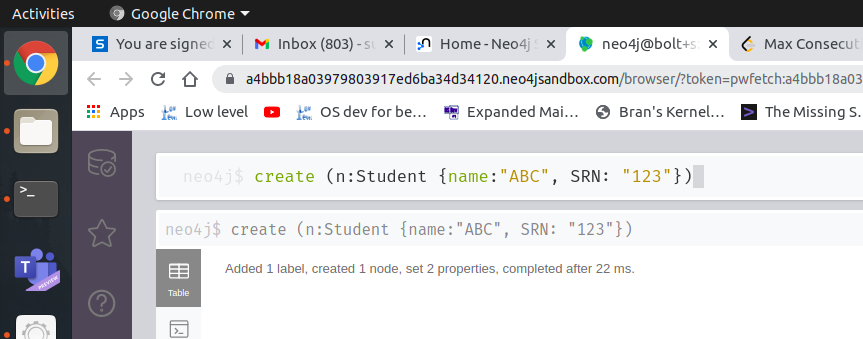 Activities Google Chrome
You are signed Inbox (803) - su Home - Neo4j S neo4j@bolt+s: Max Consecut
a4bbb18a03979803917ed6ba34d34120.neo4jsandbox.com/browser/?token=pwfetch:a4bbb18a03
Apps Low level OS dev for be… Expanded Mai… Bran's Kernel… The Missing S.
neo4j$ create (n:Student {name:"ABC", SRN: "123"})
neo4j$ create (n:Student {name:"ABC", SRN: "123"})
Added 1 label, created 1 node, set 2 properties, completed after 22 ms.
Table
PREVIEW